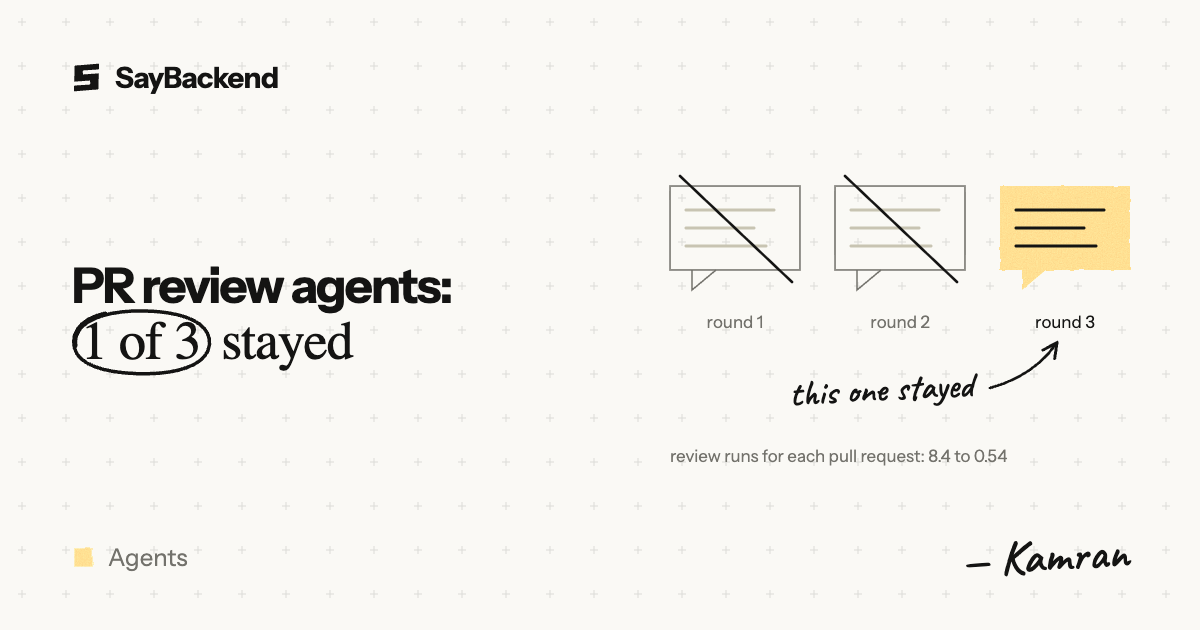 SayBackend
PR review agents:
1 of 3 stayed
round 1
round 2
round 3
this one stayed
review runs for each pull request: 8.4 to 0.54
Agents
– Kamran